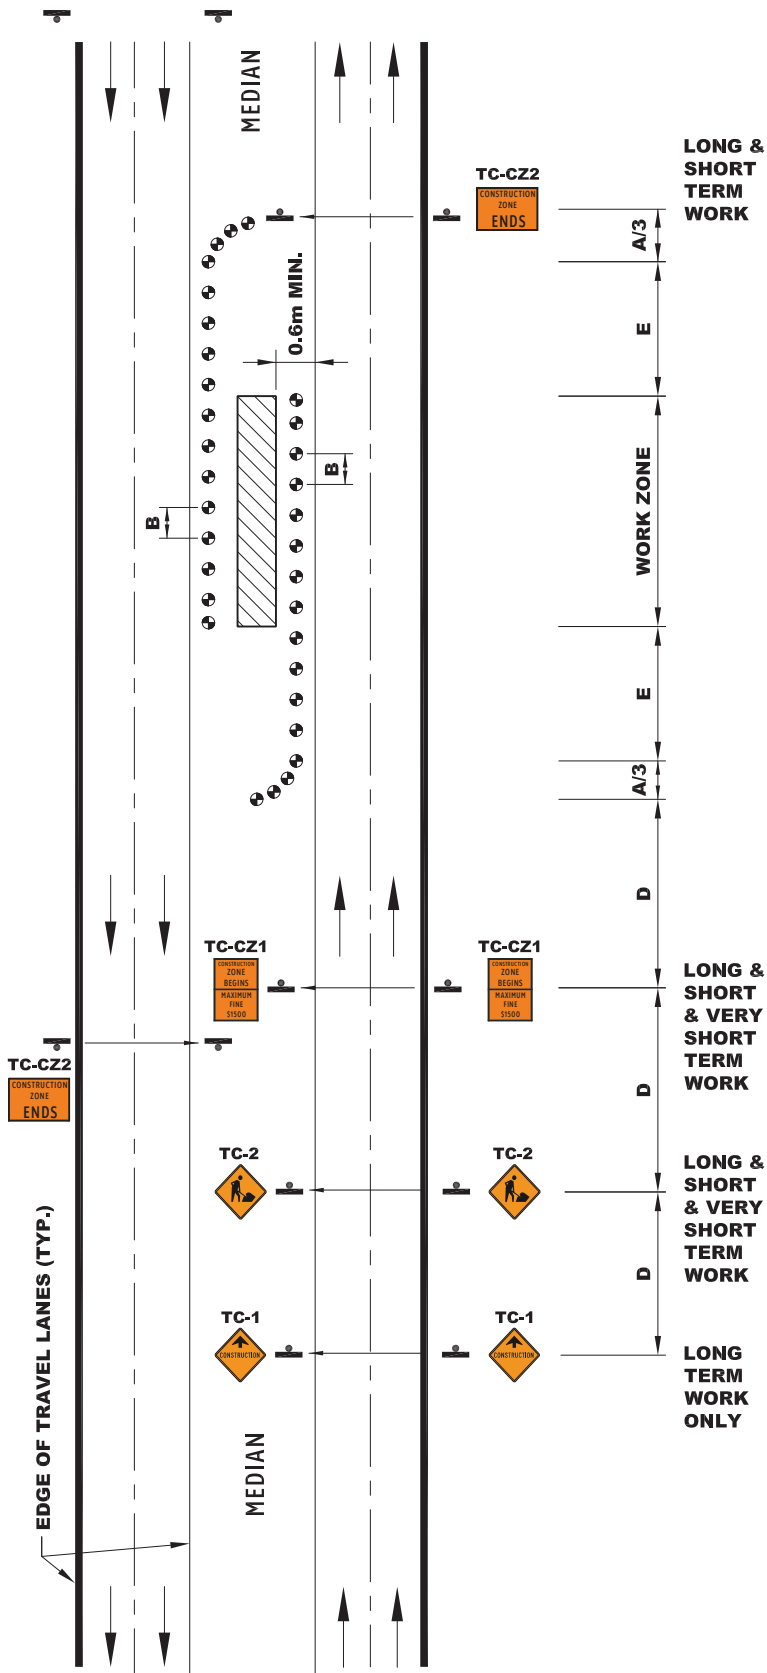 MEDIAN
LONG &
SHORT
TERM
WORK
TC-CZ2
CONSTRUCTION
ZONE
ENDS
A/3
0.6m MIN.
E
B
B
WORK ZONE
E
A/3
D
TC-CZ1
CONSTRUCTION
ZONE
BEGINS
MAXIMUM
FINE
$1500
TC-CZ1
CONSTRUCTION
ZONE
BEGINS
MAXIMUM
FINE
$1500
LONG &
SHORT
& VERY
SHORT
TERM
WORK
TC-CZ2
CONSTRUCTION
ZONE
ENDS
D
TC-2
TC-2
LONG &
SHORT
& VERY
SHORT
TERM
WORK
D
TC-1
CONSTRUCTION
TC-1
CONSTRUCTION
LONG
TERM
WORK
ONLY
EDGE OF TRAVEL LANES (TYP.)
MEDIAN